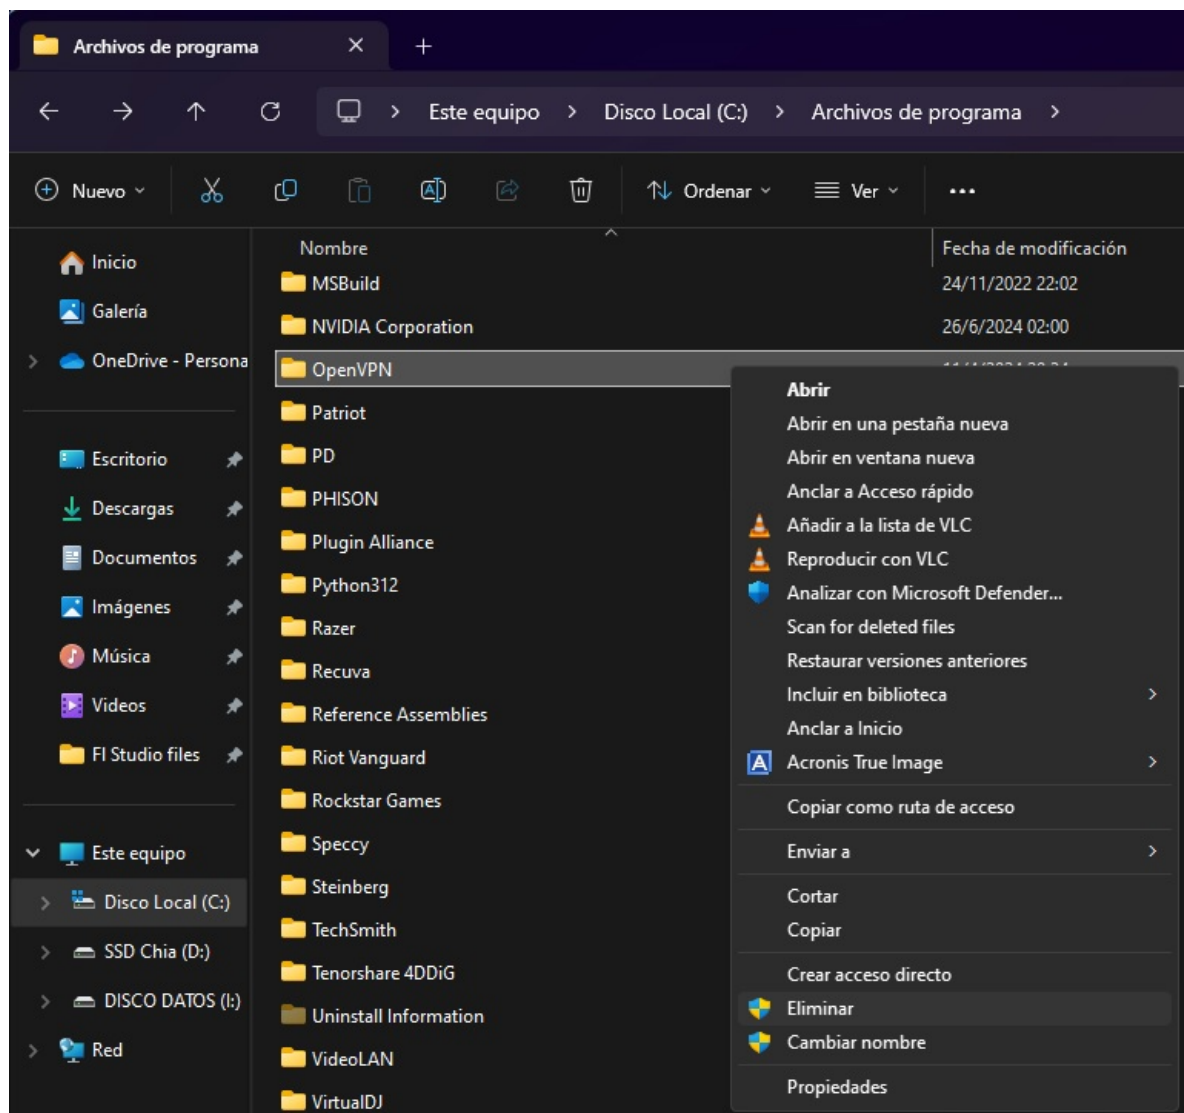 Archivos de programa
Este equipo > Disco Local (C:) > Archivos de programa >
Nuevo
Ordenar
Ver
Inicio
Galería
OneDrive - Persona
Escritorio
Descargas
Documentos
Imágenes
Música
Videos
Fl Studio files
Este equipo
Disco Local (C:)
SSD Chia (D:)
DISCO DATOS (I:)
Red
Nombre Fecha de modificación
MSBuild 24/11/2022 22:02
NVIDIA Corporation 26/6/2024 02:00
OpenVPN
Patriot
PD
PHISON
Plugin Alliance
Python312
Razer
Recuva
Reference Assemblies
Riot Vanguard
Rockstar Games
Speccy
Steinberg
TechSmith
Tenorshare 4DDiG
Uninstall Information
VideoLAN
VirtualDJ
Abrir
Abrir en una pestaña nueva
Abrir en ventana nueva
Anclar a Acceso rápido
Añadir a la lista de VLC
Reproducir con VLC
Analizar con Microsoft Defender...
Scan for deleted files
Restaurar versiones anteriores
Incluir en biblioteca
Anclar a Inicio
Acronis True Image
Copiar como ruta de acceso
Enviar a
Cortar
Copiar
Crear acceso directo
Eliminar
Cambiar nombre
Propiedades